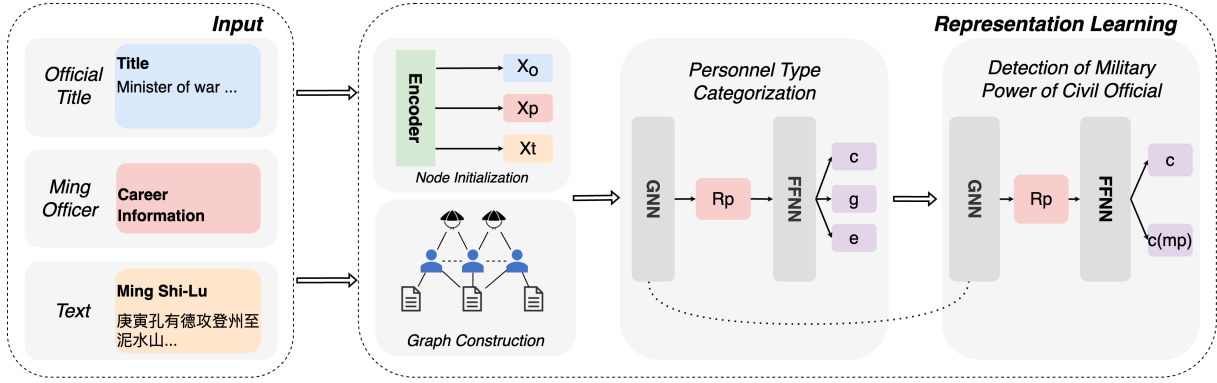 Input
Official
Title
Title
Minister of war ...
Ming
Officer
Career
Information
Text
Ming Shi-Lu
庚寅孔有德攻登州至
泥水山...
Representation Learning
Encoder
Xo
Xp
Xt
Node Initialization
Graph Construction
Personnel Type
Categorization
GNN
Rp
FFNN
c
g
e
Detection of Military
Power of Civil Official
GNN
Rp
FFNN
c
c(mp)